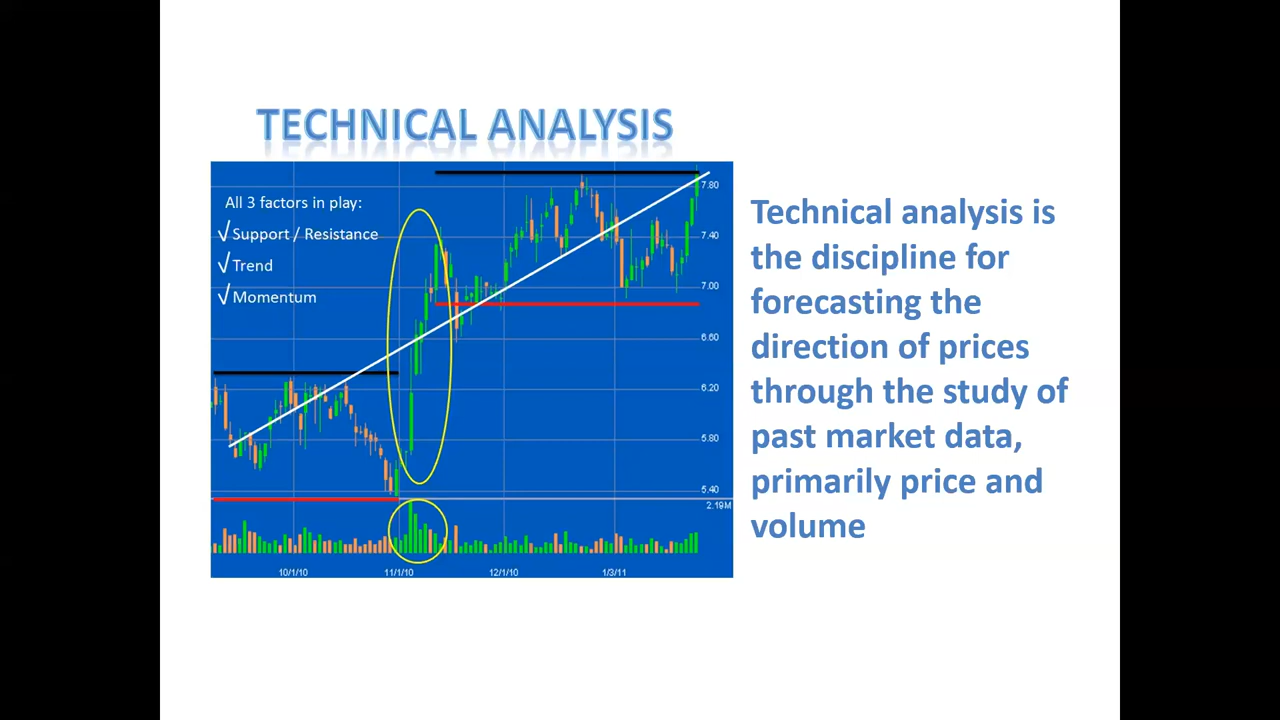 TECHNICAL ANALYSIS
All 3 factors in play:
√ Support / Resistance
√ Trend
√ Momentum
7.80
7.40
7.00
6.60
6.20
5.80
5.40
2.19M
10/1/10 11/1/10 12/1/10 1/3/11
Technical analysis is
the discipline for
forecasting the
direction of prices
through the study of
past market data,
primarily price and
volume